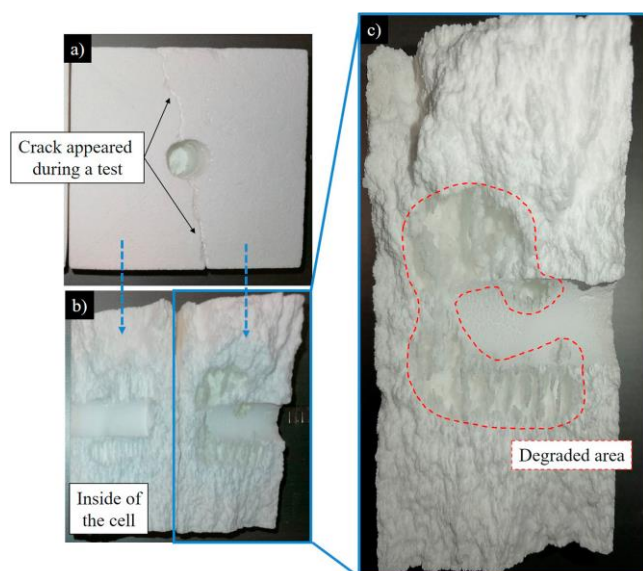 a)
Crack appeared
during a test
b)
Inside of
the cell
c)
Degraded area